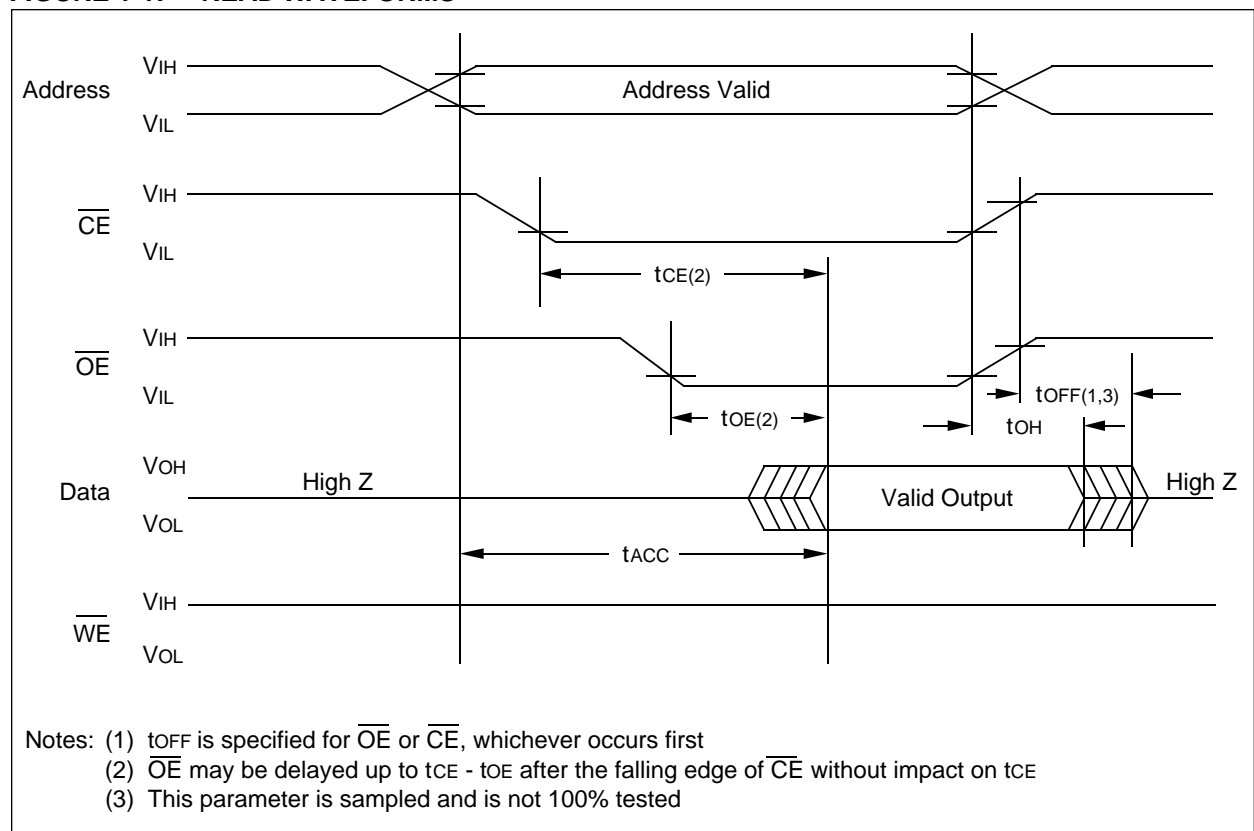 Address VIH Address Valid
VIL
CE VIH
VIL
tCE(2)
OE VIH
VIL
tOFF(1,3)
tOE(2) tOH
Data VOH High Z Valid Output High Z
VOL
tACC
WE VIH
VOL
Notes: (1) tOFF is specified for OE or CE, whichever occurs first
(2) OE may be delayed up to tCE - tOE after the falling edge of CE without impact on tCE
(3) This parameter is sampled and is not 100% tested